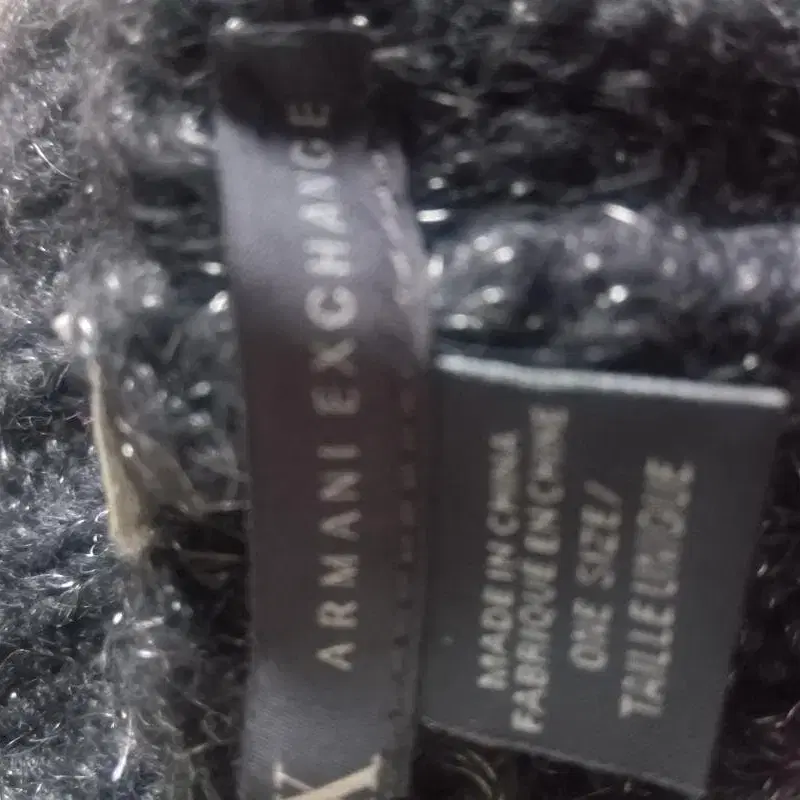 X
ARMANI EXCHANGE
MADE IN CHINA
FABRIQUE EN CHINE
ONE SIZE/
TAILLE UNIQUE